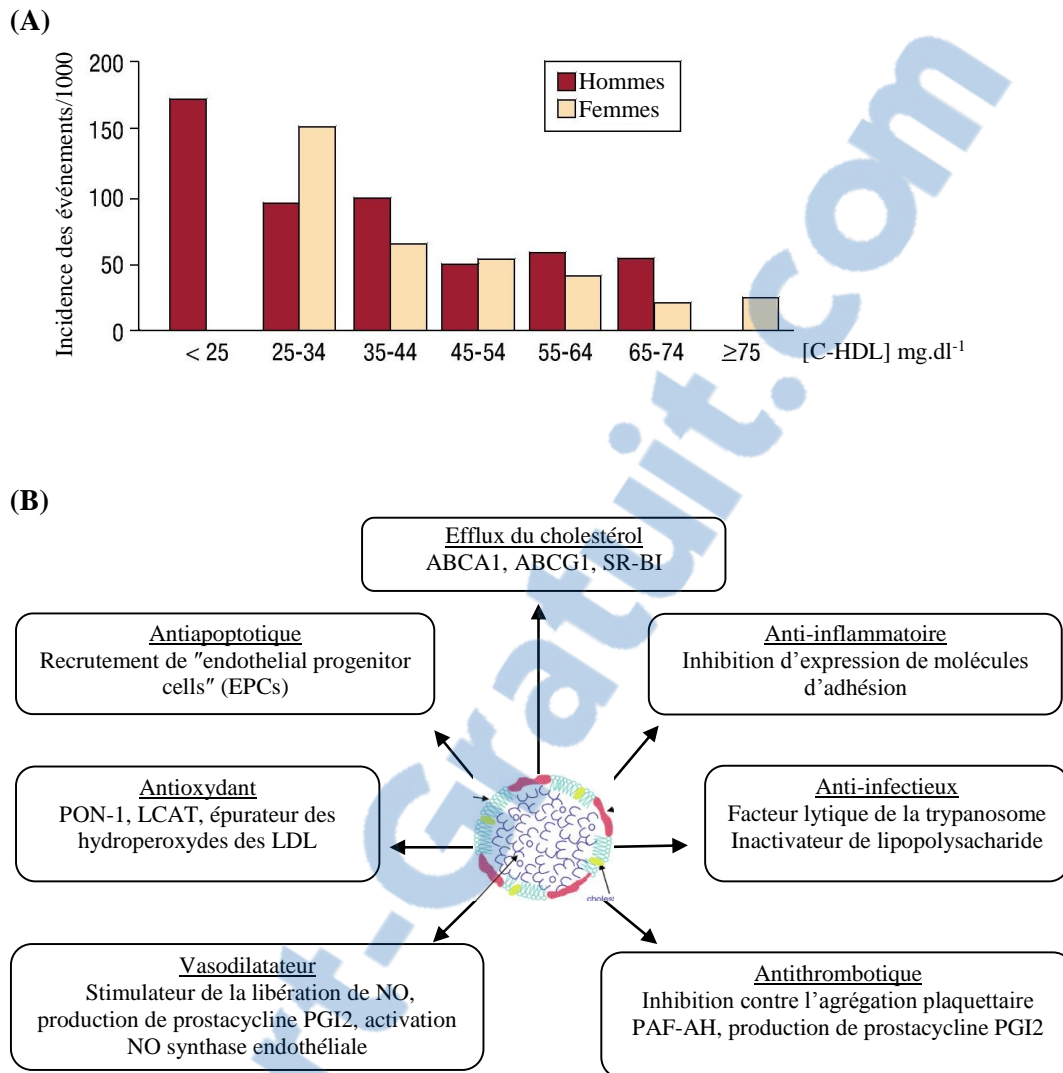 (A)
Incidence des événements/1000
200
150
100
50
0
Hommes
Femmes
< 25 25-34 35-44 45-54 55-64 65-74 ≥75 [C-HDL] mg.dl-1
(B)
Efflux du cholestérol
ABCA1, ABCG1, SR-BI
Antiapoptotique
Recrutement de "endothelial progenitor
cells" (EPCs)
Anti-inflammatoire
Inhibition d'expression de molécules
d'adhésion
Antioxydant
PON-1, LCAT, épurateur des
hydroperoxydes des LDL
Anti-infectieux
Facteur lytique de la trypanosome
Inactivateur de lipopolysacharide
Vasodilatateur
Stimulateur de la libération de NO,
production de prostacycline PGI2, activation
NO synthase endothéliale
Antithrombotique
Inhibition contre l'agrégation plaquettaire
PAF-AH, production de prostacycline PGI2
rt-Gratuit.com